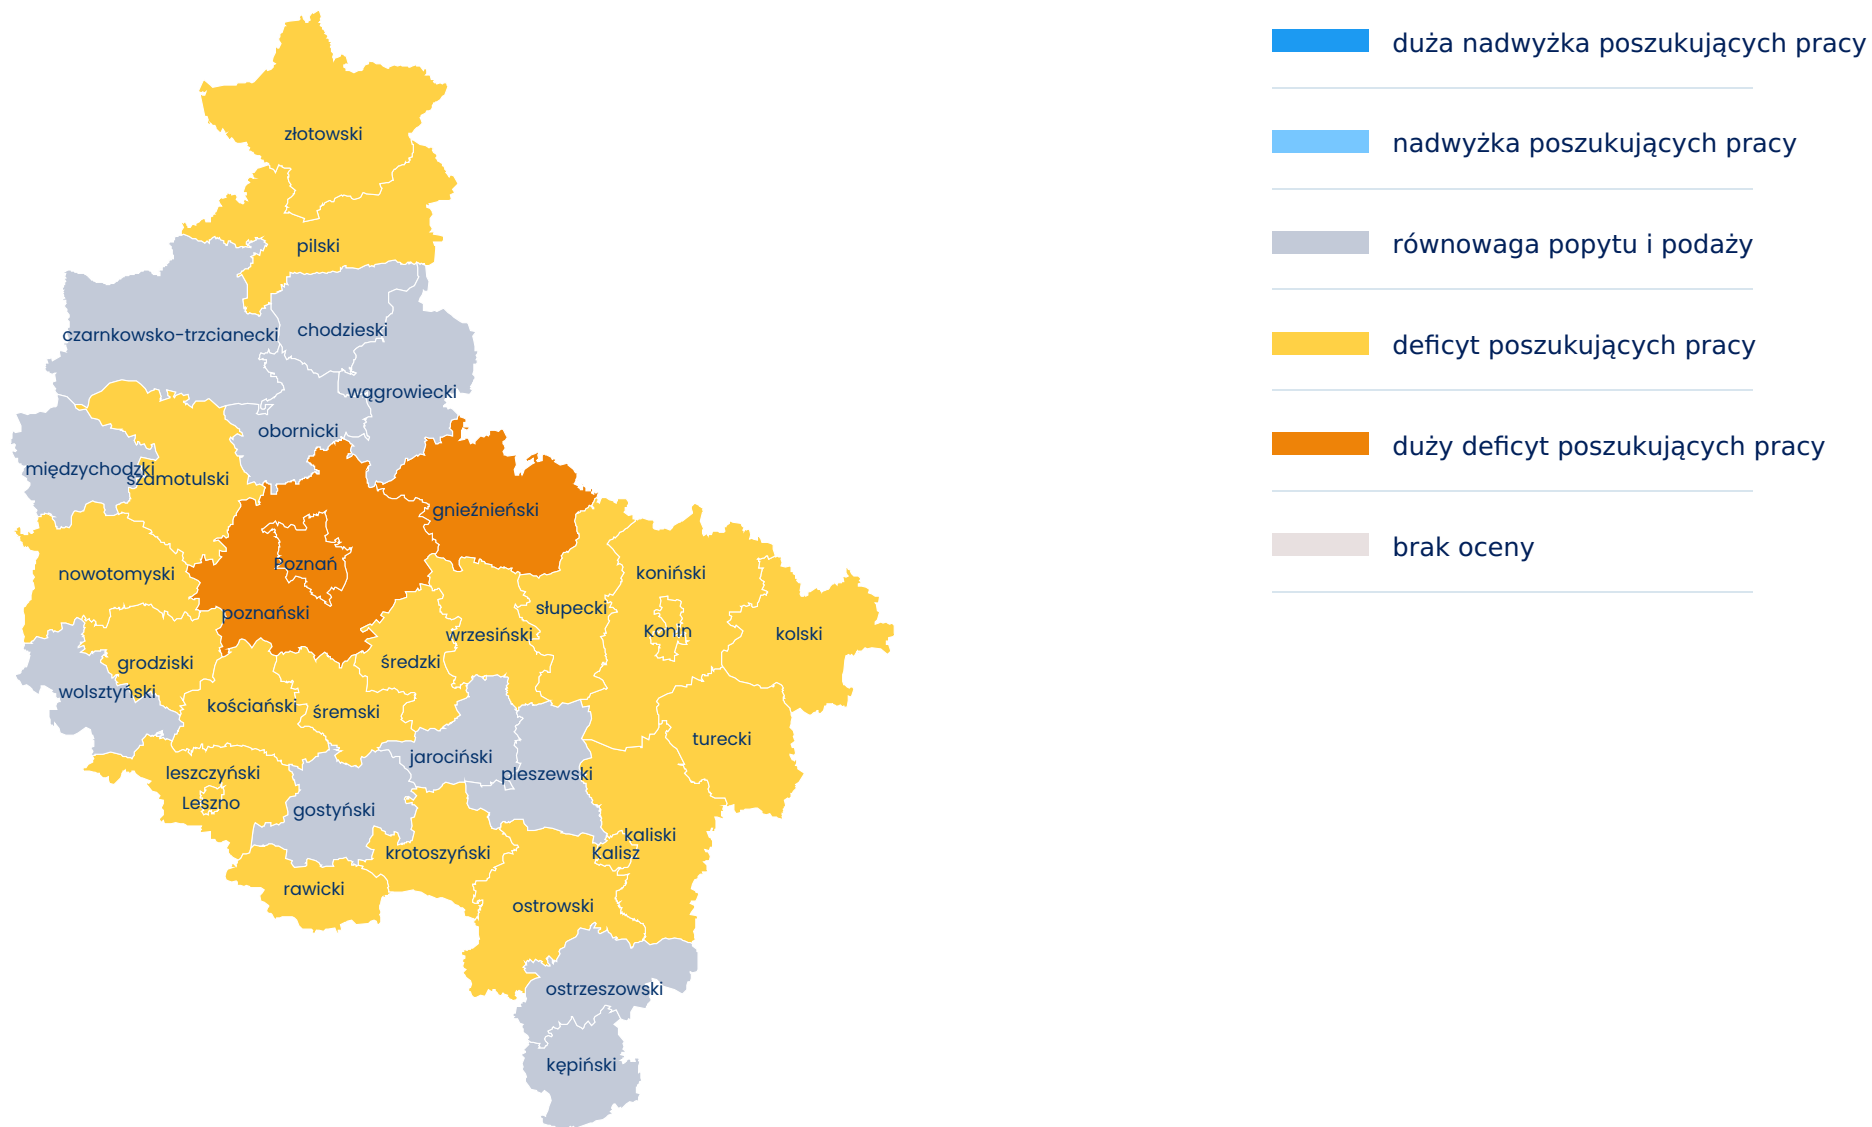 złotowski
pilski
czarnkowsko-trzcianecki
chodzieski
wągrowiecki
obornicki
międzychodzki
szamotulski
gnieźnieński
Poznań
nowotomyski
koniński
poznański
słupecki
Konin
wrzesiński
kolski
grodziski
średzki
wolsztyński
kościański
śremski
turecki
jarociński
leszczyński
pleszewski
Leszno
gostyński
kaliski
krotoszyński
Kalisz
rawicki
ostrowski
ostrzeszowski
kępiński
duża nadwyżka poszukujących pracy
nadwyżka poszukujących pracy
równowaga popytu i podaży
deficyt poszukujących pracy
duży deficyt poszukujących pracy
brak oceny